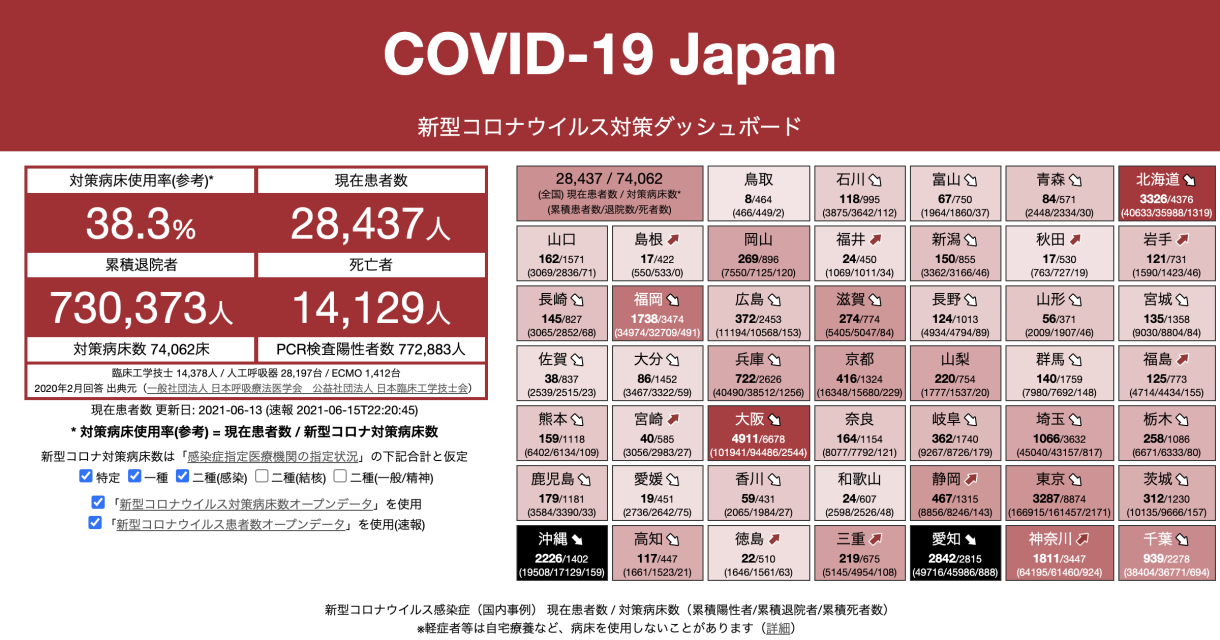 COVID-19 Japan
新型コロナウイルス対策ダッシュボード
対策病床使用率(参考)*
現在患者数
38.3%
28,437人
累積退院者
死亡者
730,373人
14,129人
対策病床数 74,062床
PCR検査陽性者数 772,883人
臨床工学技士 14,378人 / 人工呼吸器 28,197台 / ECMO 1,412台
2020年2月回答 出典元（一般社団法人 日本呼吸療法医学会　公益社団法人 日本臨床工学技士会）
現在患者数 更新日: 2021-06-13 (速報 2021-06-15T22:20:45)
* 対策病床使用率(参考) = 現在患者数 / 新型コロナ対策病床数
新型コロナ対策病床数は「感染症指定医療機関の指定状況」の下記合計と仮定
特定 一種 二種(感染) 二種(結核) 二種(一般/精神)
「新型コロナウイルス対策病床数オープンデータ」を使用
「新型コロナウイルス患者数オープンデータ」を使用(速報)
28,437 / 74,062
(全国) 現在患者数 / 対策病床数*
(累積患者数/退院数/死者数)
鳥取
8/464
(466/449/2)
石川
118/995
(3875/3642/112)
富山
67/750
(1964/1860/37)
青森
84/571
(2448/2334/30)
北海道
3326/4376
(40633/35988/1319)
山口
162/1571
(3069/2836/71)
島根
17/422
(550/533/0)
岡山
269/896
(7550/7125/120)
福井
24/450
(1069/1011/34)
新潟
150/855
(3362/3166/46)
秋田
17/530
(763/727/19)
岩手
121/731
(1590/1423/46)
長崎
145/827
(3065/2852/68)
福岡
1738/3474
(34974/32709/491)
広島
372/2453
(11194/10568/153)
滋賀
274/774
(5405/5047/84)
長野
124/1013
(4934/4794/89)
山形
56/371
(2009/1907/46)
宮城
135/1358
(9030/8804/84)
佐賀
38/837
(2539/2515/23)
大分
86/1452
(3467/3322/59)
兵庫
722/2626
(40490/38512/1256)
京都
416/1324
(16348/15680/229)
山梨
220/754
(1777/1537/20)
群馬
140/1759
(7980/7692/148)
福島
125/773
(4714/4434/155)
熊本
159/1118
(6402/6134/109)
宮崎
40/585
(3056/2983/27)
大阪
4911/6678
(101941/94486/2544)
奈良
164/1154
(8077/7792/121)
岐阜
362/1740
(9267/8726/179)
埼玉
1066/3632
(45040/43157/817)
栃木
258/1086
(6671/6333/80)
鹿児島
179/1181
(3584/3390/33)
愛媛
19/451
(2736/2642/75)
香川
59/431
(2065/1984/27)
和歌山
24/607
(2598/2526/48)
静岡
467/1315
(8856/8246/143)
東京
3287/8874
(166915/161457/2171)
茨城
312/1230
(10135/9666/157)
沖縄
2226/1402
(19508/17129/159)
高知
117/447
(1661/1523/21)
徳島
22/510
(1646/1561/63)
三重
219/675
(5145/4954/108)
愛知
2842/2815
(49716/45986/888)
神奈川
1811/3447
(64195/61460/924)
千葉
939/2278
(38404/36771/694)
新型コロナウイルス感染症（国内事例） 現在患者数 / 対策病床数（累積陽性者/累積退院者/累積死者数）
※軽症者等は自宅療養など、病床を使用しないことがあります（詳細）